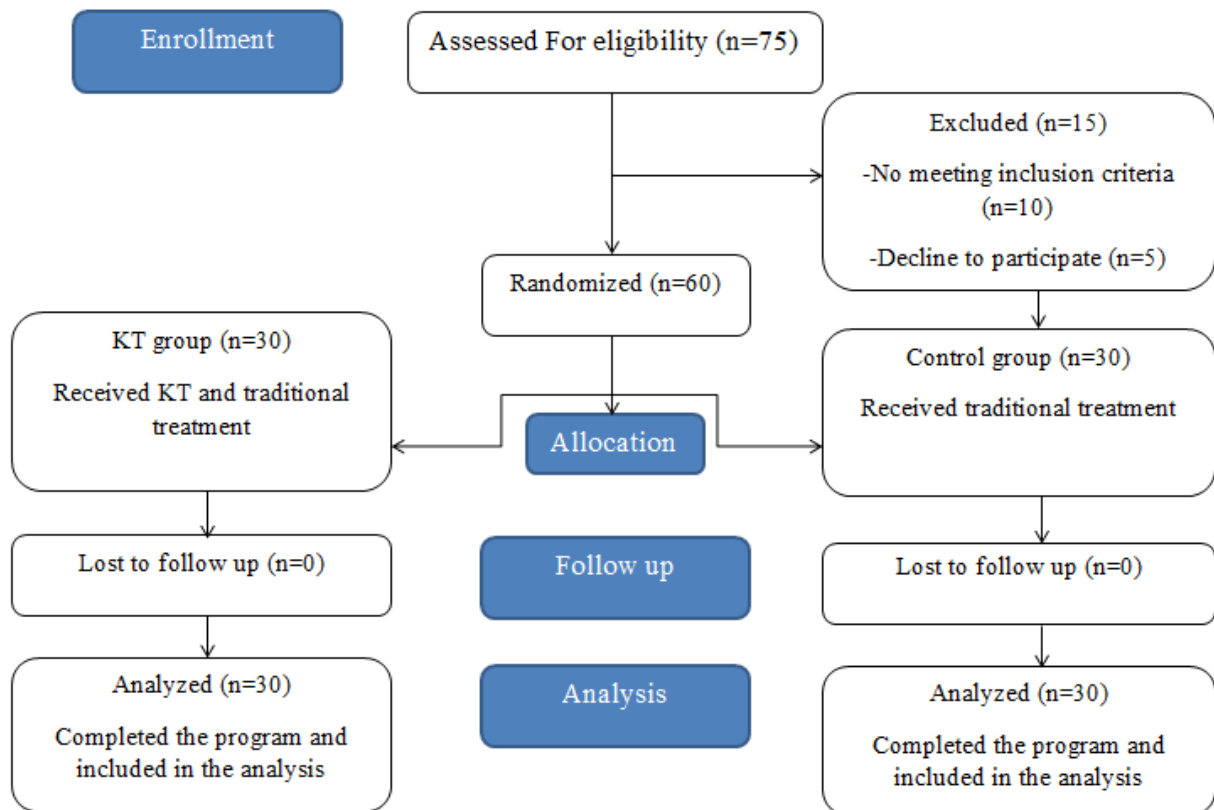 Enrollment
Assessed For eligibility (n=75)
Excluded (n=15)
-No meeting inclusion criteria
(n=10)
-Decline to participate (n=5)
Randomized (n=60)
KT group (n=30)
Received KT and traditional
treatment
Allocation
Control group (n=30)
Received traditional treatment
Lost to follow up (n=0)
Follow up
Lost to follow up (n=0)
Analyzed (n=30)
Completed the program and
included in the analysis
Analysis
Analyzed (n=30)
Completed the program and
included in the analysis